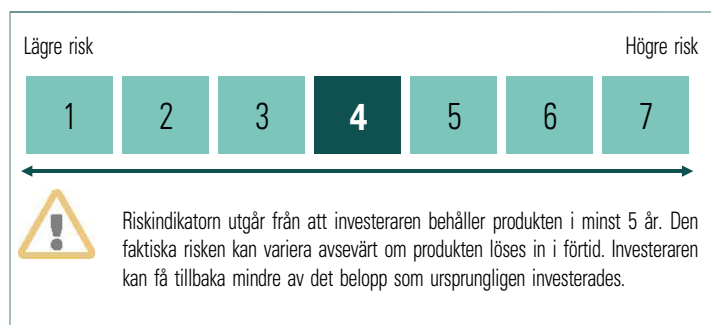 Lägre risk Högre risk
1 2 3 4 5 6 7
Riskindikatorn utgår från att investeraren behåller produkten i minst 5 år. Den
faktiska risken kan variera avsevärt om produkten löses in i förtid. Investeraren
kan få tillbaka mindre av det belopp som ursprungligen investerades.